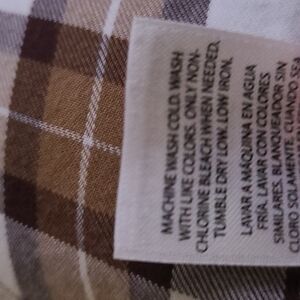 MACHINE WASH COLD. WASH
WITH LIKE COLORS. ONLY NON-
CHLORINE BLEACH WHEN NEEDED.
TUMBLE DRY LOW. LOW IRON.
LAVAR A MÁQUINA EN AGUA
FRÍA. LAVAR CON COLORES
SIMILARES. BLANQUEADOR SIN
CLORO SOLAMENTE, CUANDO SEA